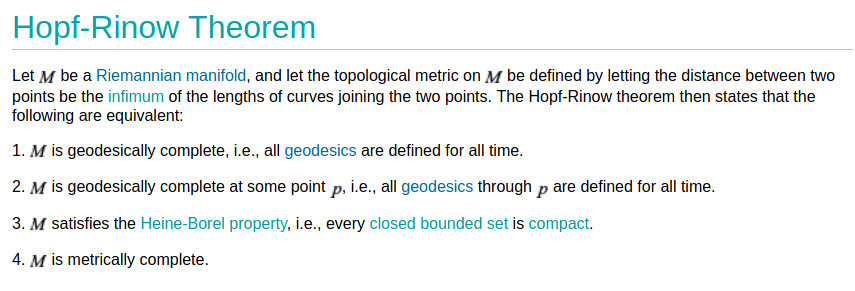 Hopf-Rinow Theorem
Let M be a Riemannian manifold, and let the topological metric on M be defined by letting the distance between two
points be the infimum of the lengths of curves joining the two points. The Hopf-Rinow theorem then states that the
following are equivalent:
1. M is geodesically complete, i.e., all geodesics are defined for all time.
2. M is geodesically complete at some point p, i.e., all geodesics through p are defined for all time.
3. M satisfies the Heine-Borel property, i.e., every closed bounded set is compact.
4. M is metrically complete.